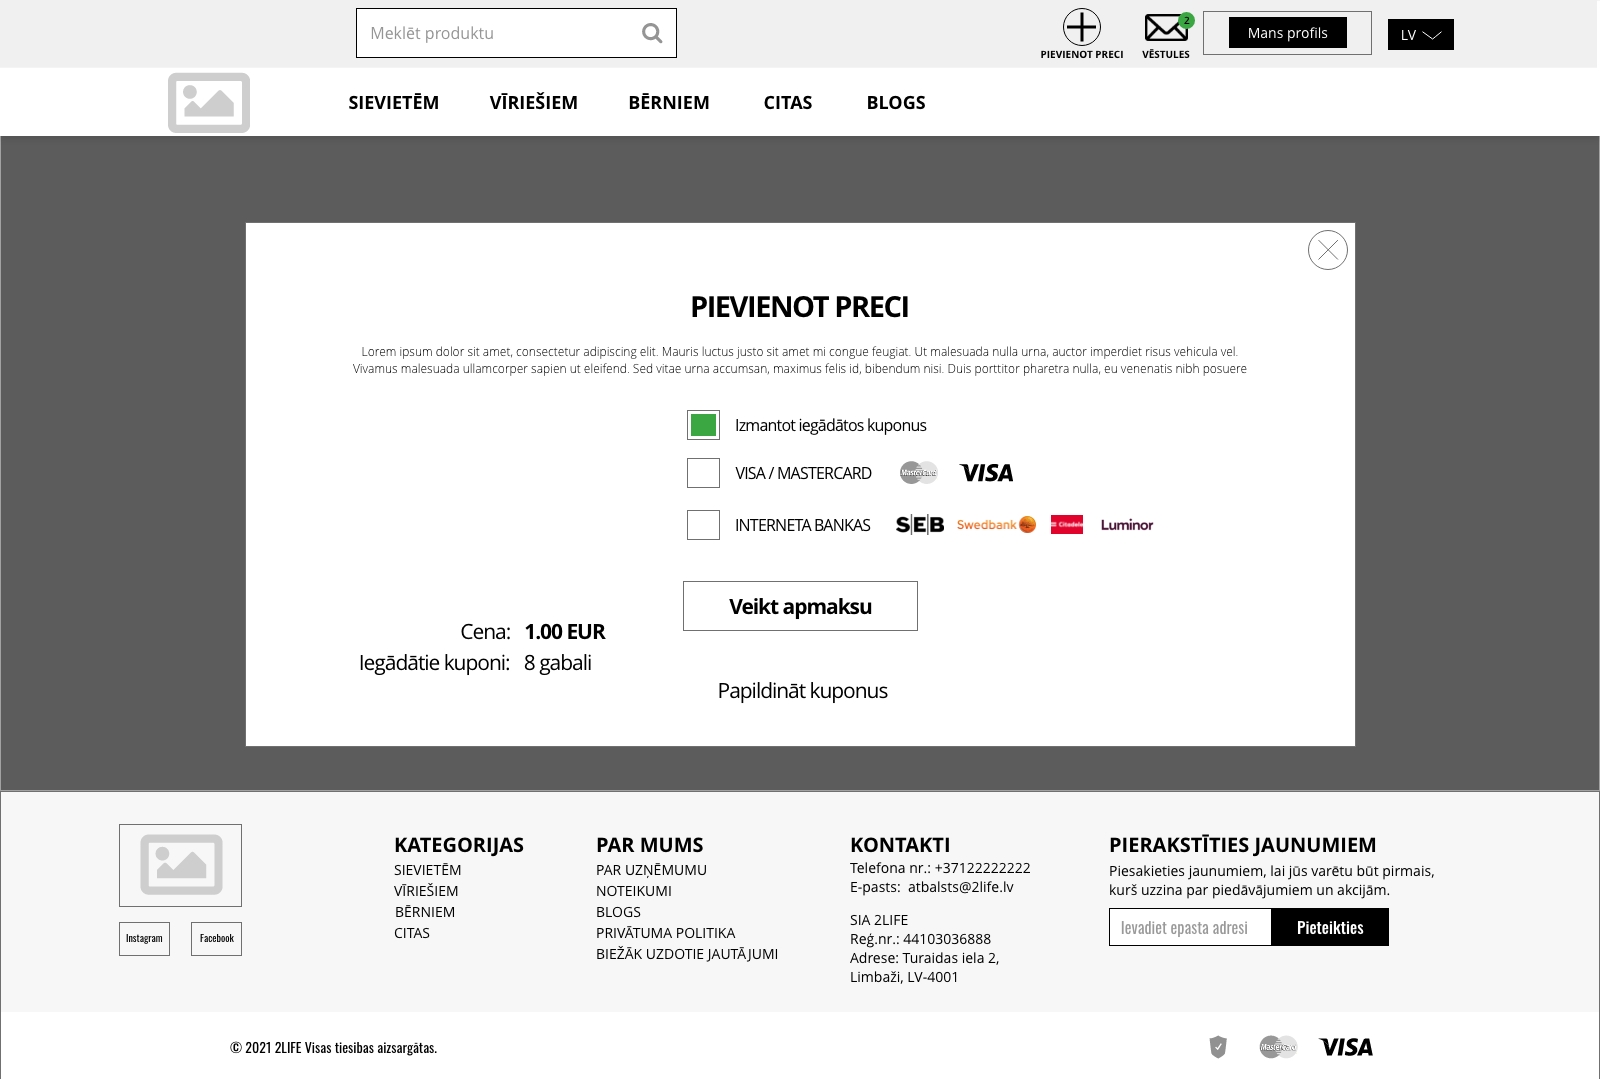 Meklēt produktu
PIEVIENOT PRECI
2
VĒSTULES
Mans profils
LV
SIEVIETĒM
VĪRIEŠIEM
BĒRNIEM
CITAS
BLOGS
PIEVIENOT PRECI
Lorem ipsum dolor sit amet, consectetur adipiscing elit. Mauris luctus justo sit amet mi congue feugiat. Ut malesuada nulla urna, auctor imperdiet risus vehicula vel.
Vivamus malesuada ullamcorper sapien ut eleifend. Sed vitae urna accumsan, maximus felis id, bibendum nisi. Duis porttitor pharetra nulla, eu venenatis nibh posuere
Izmantot iegādātos kuponus
VISA / MASTERCARD MasterCard VISA
INTERNETA BANKAS SEB Swedbank Citadele Luminor
Veikt apmaksu
Cena: 1.00 EUR
Iegādātie kuponi: 8 gabali
Papildināt kuponus
Instagram
Facebook
KATEGORIJAS
SIEVIETĒM
VĪRIEŠIEM
BĒRNIEM
CITAS
PAR MUMS
PAR UZŅĒMUMU
NOTEIKUMI
BLOGS
PRIVĀTUMA POLITIKA
BIEŽĀK UZDOTIE JAUTĀJUMI
KONTAKTI
Telefona nr.: +37122222222
E-pasts: atbalsts@2life.lv
SIA 2LIFE
Reģ.nr.: 44103036888
Adrese: Turaidas iela 2,
Limbaži, LV-4001
PIERAKSTĪTIES JAUNUMIEM
Piesakieties jaunumiem, lai jūs varētu būt pirmais,
kurš uzzina par piedāvājumiem un akcijām.
Ievadiet epasta adresi
Pieteikties
© 2021 2LIFE Visas tiesības aizsargātas.
MasterCard VISA